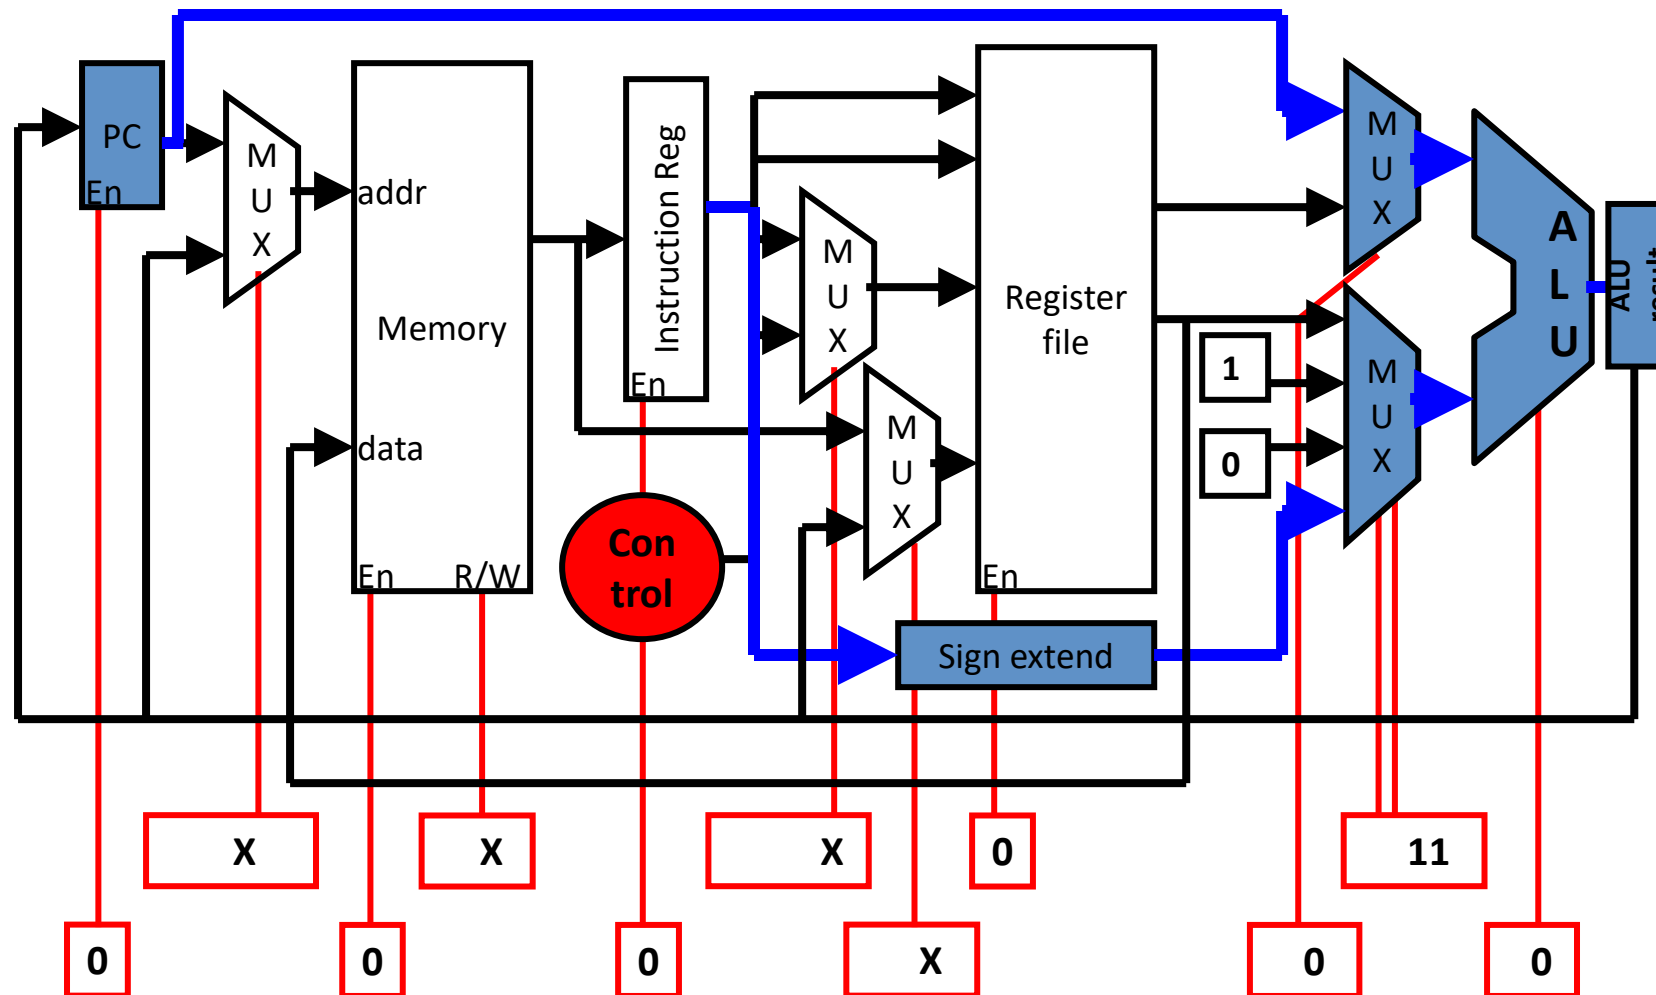 PC
En
M
U
X
addr
data
Memory
En
R/W
Instruction Reg
En
M
U
X
M
U
X
Con
trol
Register
file
En
Sign extend
1
0
M
U
X
M
U
X
A
L
U
ALU
result
X
X
X
0
11
0
0
0
X
0
0